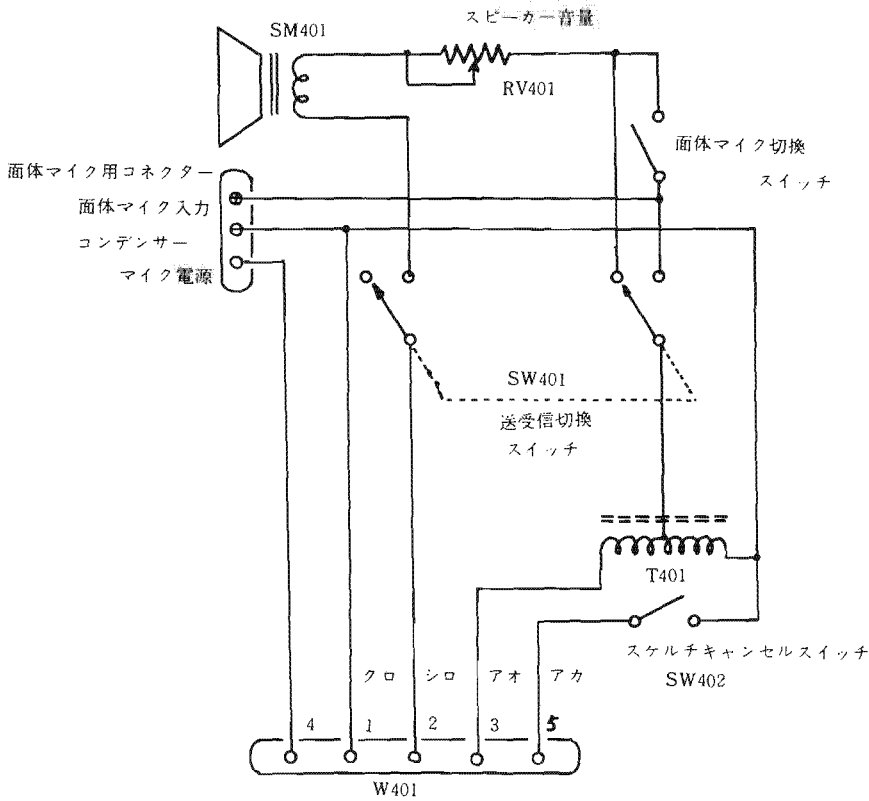 スピーカー音量
SM401
RV401
面体マイク切換
スイッチ
面体マイク用コネクター
面体マイク入力
コンデンサー
マイク電源
SW401
送受信切換
スイッチ
T401
スケルチキャンセルスイッチ
SW402
クロ シロ アオ アカ
4 1 2 3 5
W401